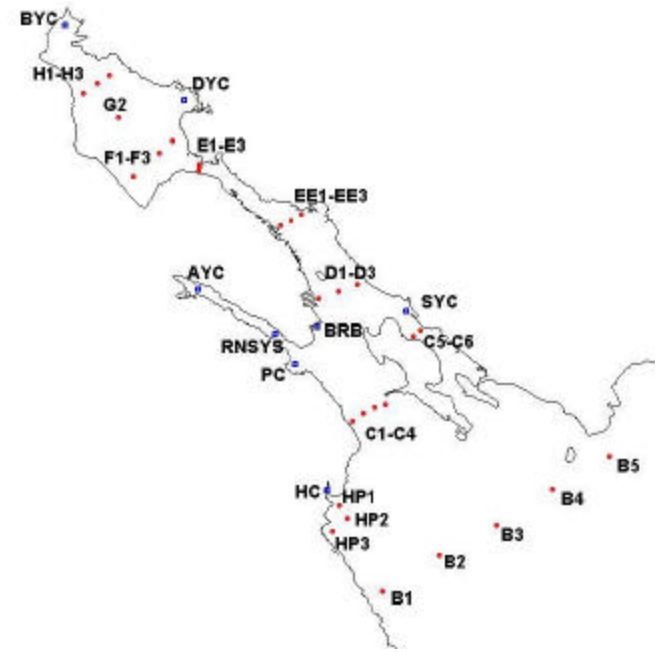 BYC
H1-H3
DYC
G2
E1-E3
F1-F3
EE1-EE3
AYC
D1-D3
SYC
BRB
RNSYS
C5-C6
PC
C1-C4
B5
HC
B4
HP1
HP2
B3
HP3
B2
B1